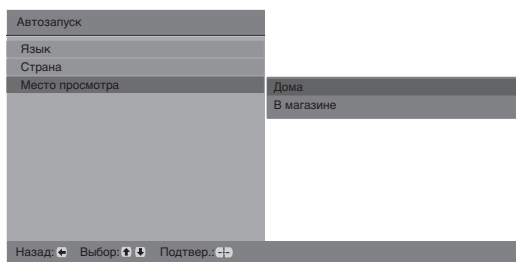 Автозапуск
Язык
Страна
Место просмотра
Дома
В магазине
Назад: Выбор: Подтвер.: